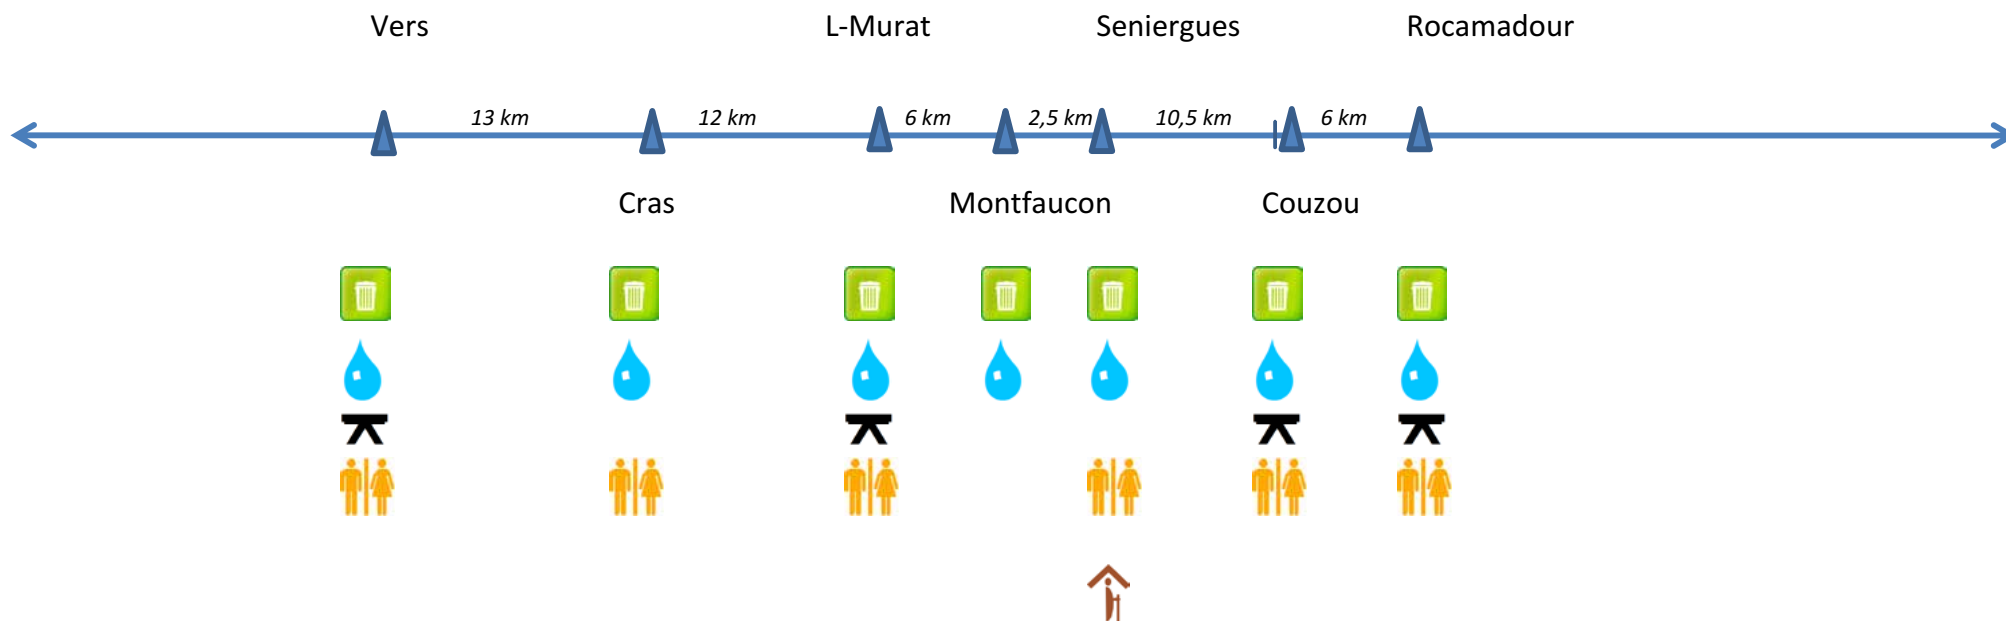 Vers L-Murat Seniergues Rocamadour
13 km 12 km 6 km 2,5 km 10,5 km 6 km
Cras Montfaucon Couzou